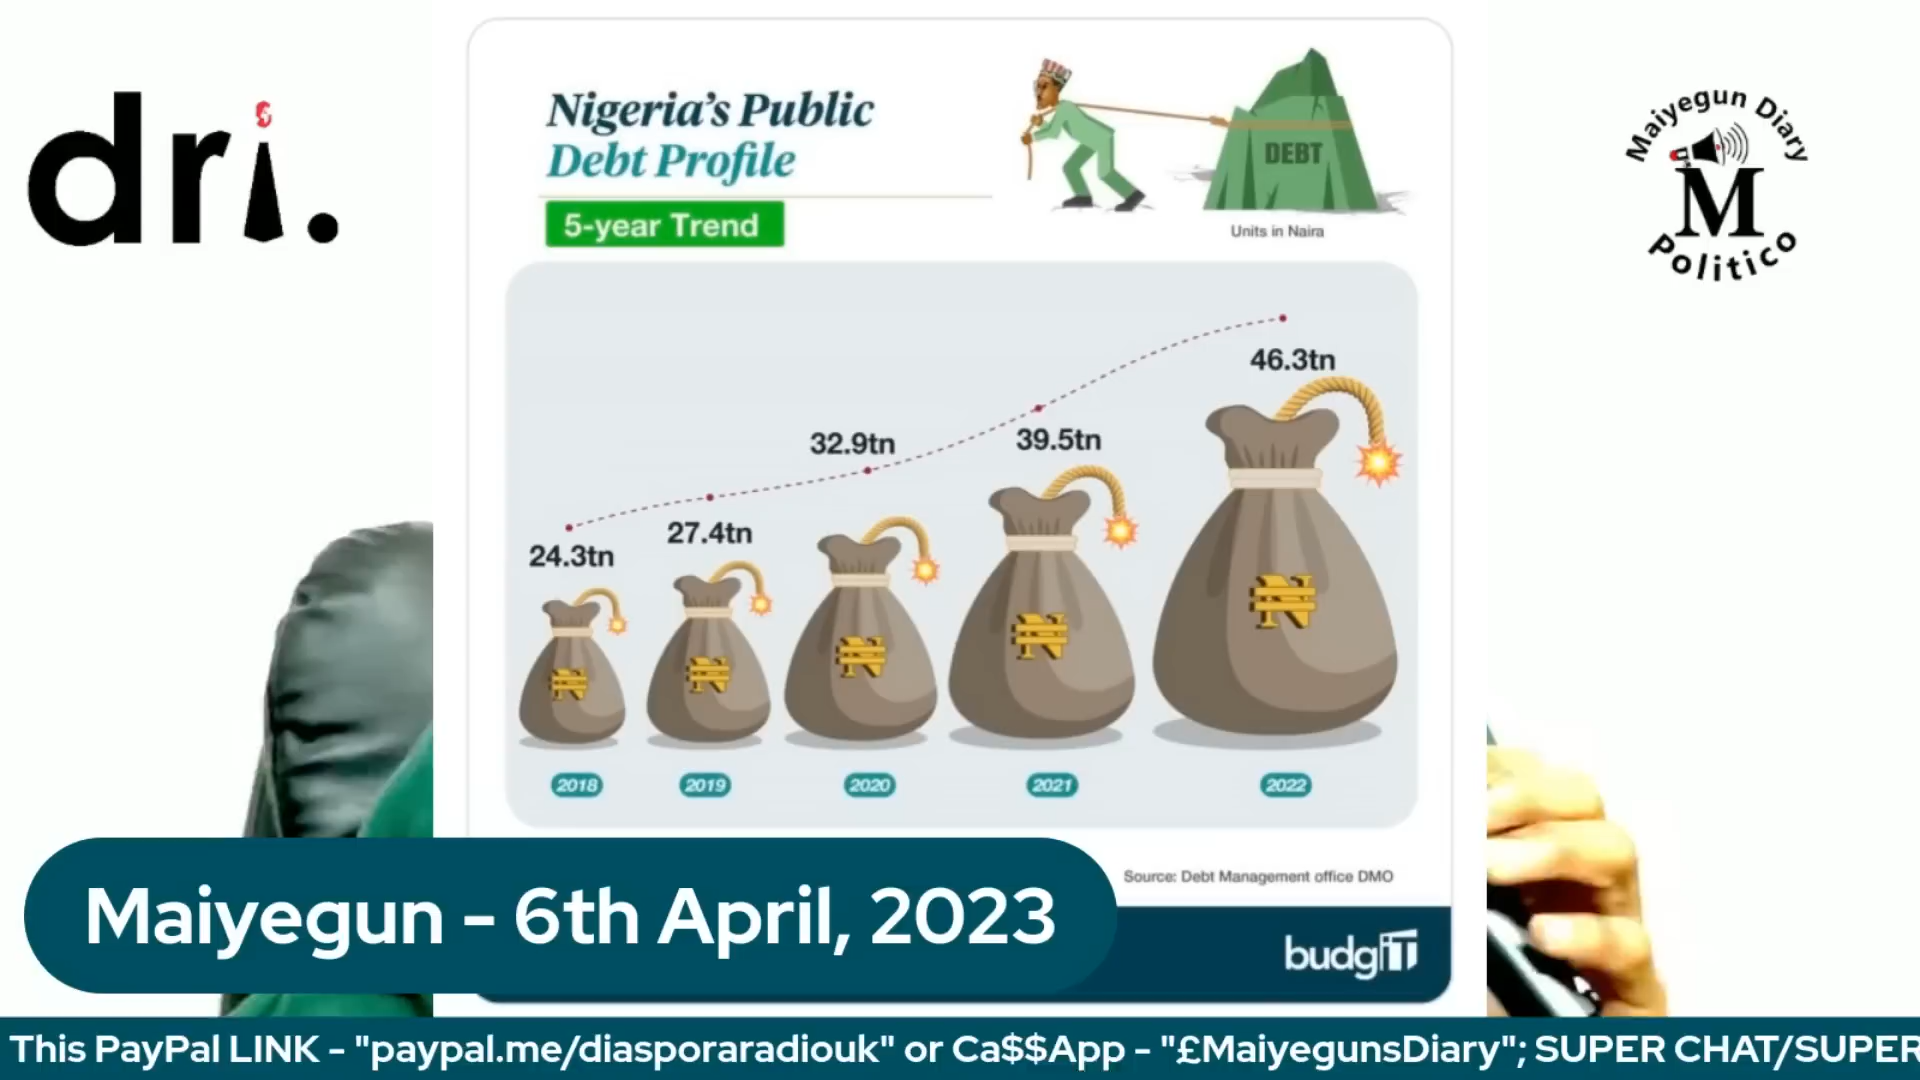 dri.
Nigeria's Public
Debt Profile
5-year Trend
DEBT
Units in Naira
Maiyegun Diary
M
Politico
46.3tn
39.5tn
32.9tn
27.4tn
24.3tn
₦ ₦ ₦ ₦ ₦
2018 2019 2020 2021 2022
Source: Debt Management office DMO
budgIT
Maiyegun - 6th April, 2023
This PayPal LINK - "paypal.me/diasporaradiouk" or Ca$$App - "£MaiyegunsDiary"; SUPER CHAT/SUPER